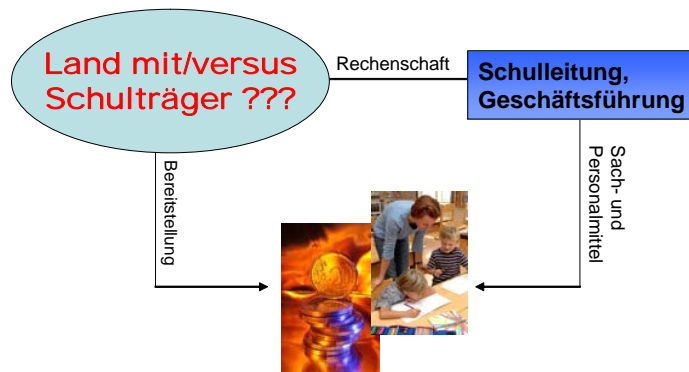 Land mit/versus
Schulträger ???
Rechenschaft
Schulleitung,
Geschäftsführung
Bereitstellung
Sach- und
Personalmittel